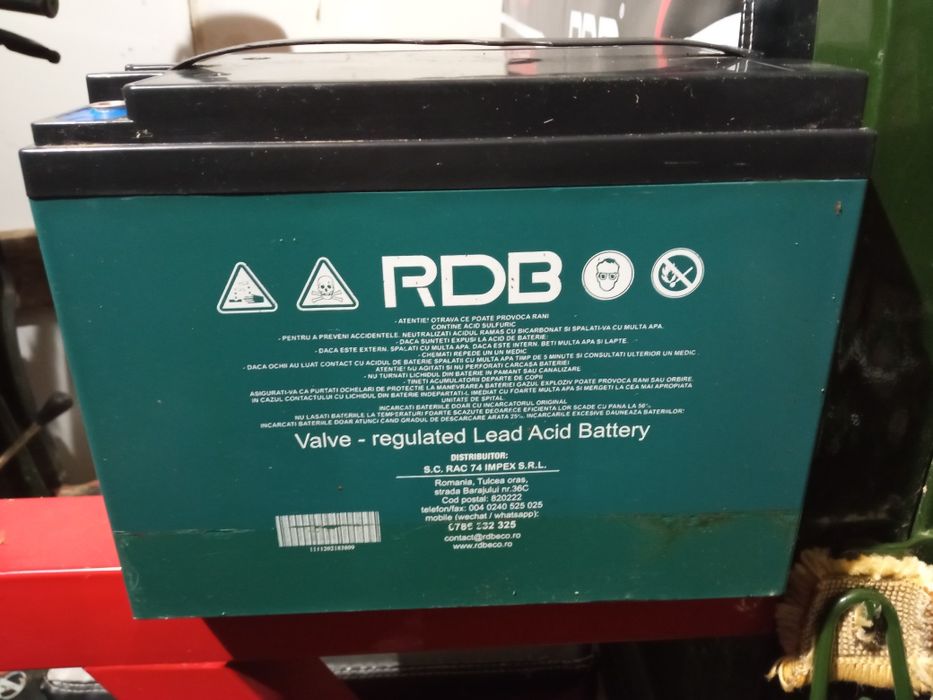 RDB
RDB
- ATENTIE! OTRAVA CE POATE PROVOCA RANI
CONTINE ACID SULFURIC
- PENTRU A PREVENI ACCIDENTELE, NEUTRALIZATI ACIDUL RAMAS CU BICARBONAT SI SPALATI-VA CU MULTA APA.
- DACA SUNTETI EXPUSI LA ACID DE BATERIE:
- DACA ESTE EXTERN, SPALATI CU MULTA APA. DACA ESTE INTERN, BETI MULTA APA SI LAPTE.
- CHEMATI REPEDE UN UN MEDIC
- DACA OCHII AU LUAT CONTACT CU ACIDUL DE BATERIE SPALATII CU MULTA APA TIMP DE 5 MINUTE SI CONSULTATI ULTERIOR UN MEDIC .
ATENTIE! NU AGITATI SI NU PERFORATI CARCASA BATERIEI
- NU TURNATI LICHIDUL DIN BATERIE IN PAMANT SAU CANALIZARE
- TINETI ACUMULATORII DEPARTE DE COPII
ASIGURATI-VA CA PURTATI OCHELARI DE PROTECTIE LA MANEVRAREA BATERIEI GAZUL EXPLOZIV POATE PROVOCA RANI SAU ORBIRE.
IN CAZUL CONTACTULUI CU LICHIDUL DIN BATERIE INDEPARTATI-L IMEDIAT CU FOARTE MULTA APA SI MERGETI LA CEA MAI APROPIATA
UNITATE DE SPITAL.
INCARCATI BATERIILE DOAR CU INCARCATORUL ORIGINAL
NU LASATI BATERIILE LA TEMPERATURI FOARTE SCAZUTE DEOARECE EFICIENTA LOR SCADE CU PANA LA 50%
INCARCATI BATERIILE DOAR ATUNCI CAND GRADUL DE DESCARCARE ARATA 25%. INCARCARILE EXCESIVE DAUNEAZA BATERIILOR!
Valve - regulated Lead Acid Battery
DISTRIBUITOR:
S.C. RAC 74 IMPEX S.R.L.
Romania, Tulcea oras,
strada Barajului nr.36C
Cod postal: 820222
telefon/fax: 004 0240 525 025
mobile (wechat / whatsapp):
325
contact@rdbeco.ro
www.rdbeco.ro
1111202183809